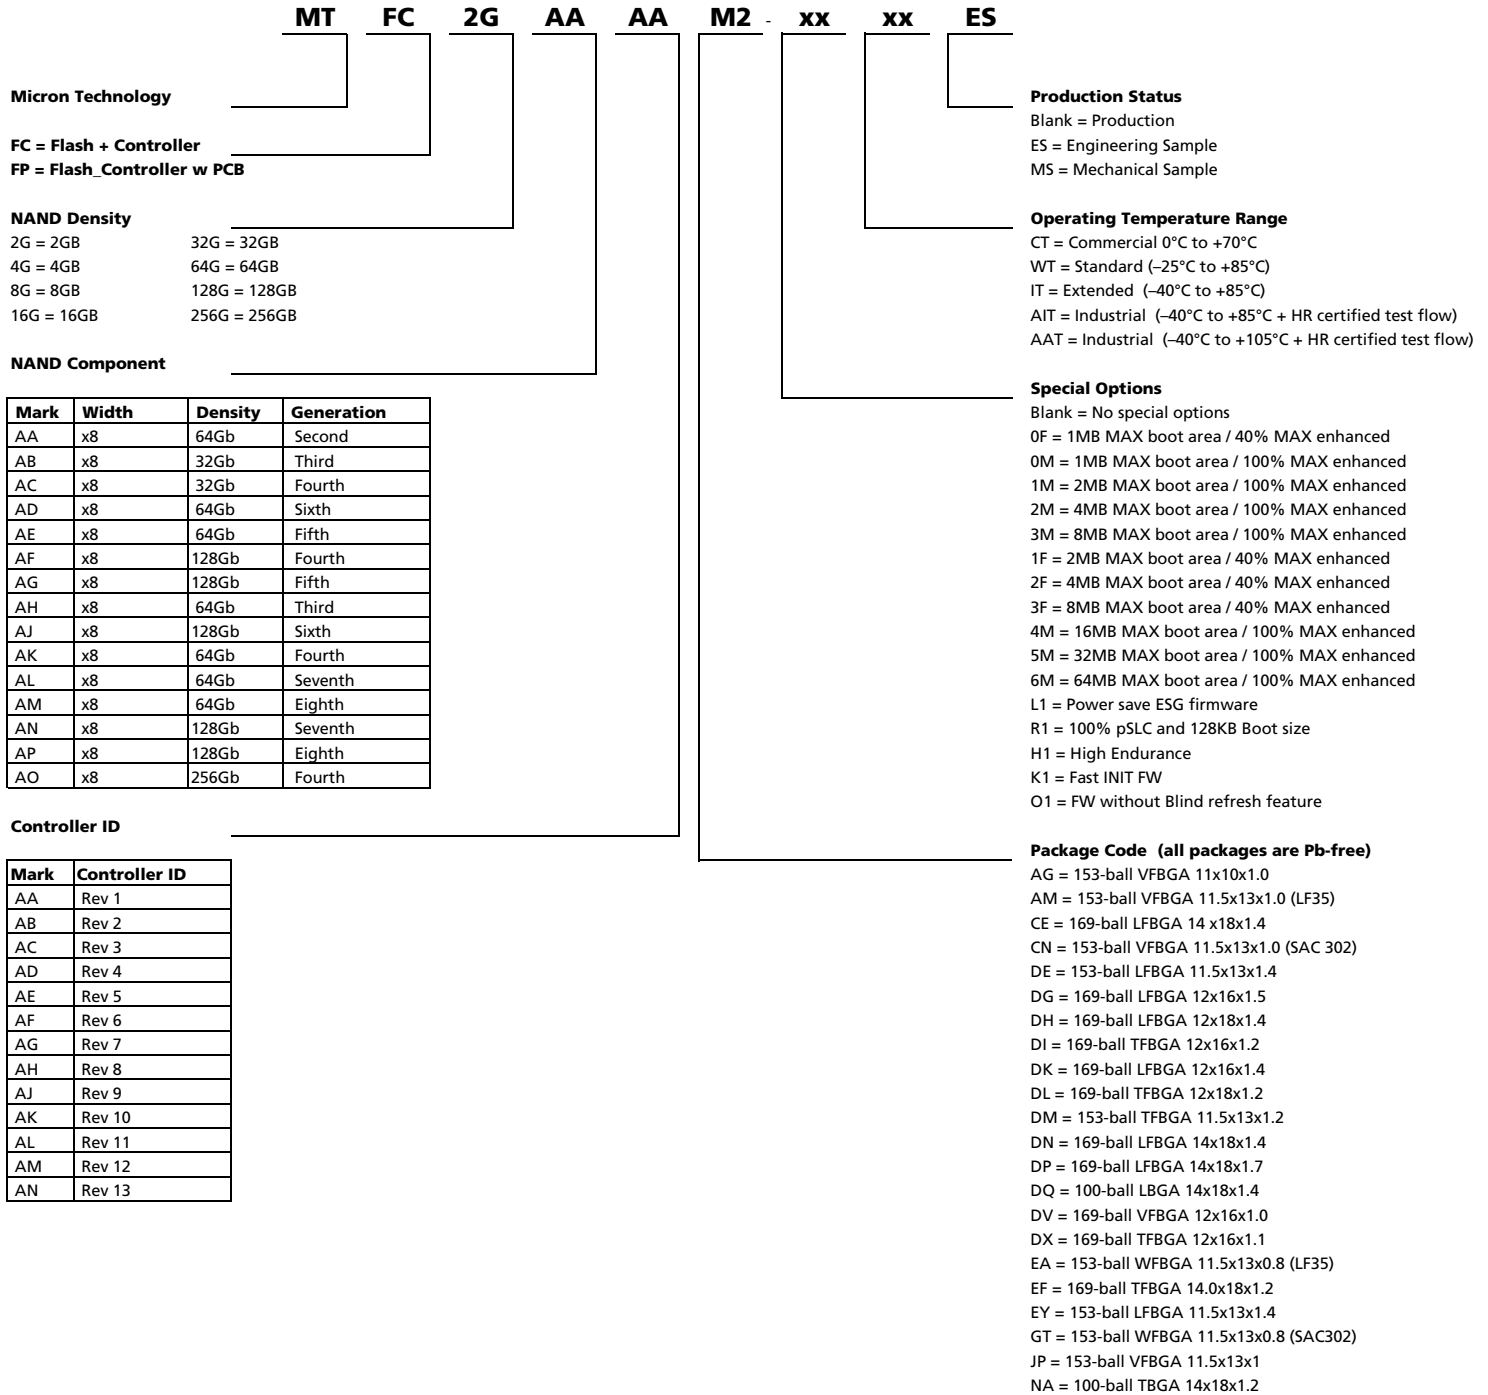 MT FC 2G AA AA M2 - xx xx ES
Micron Technology
FC = Flash + Controller
FP = Flash_Controller w PCB
NAND Density
2G = 2GB 32G = 32GB
4G = 4GB 64G = 64GB
8G = 8GB 128G = 128GB
16G = 16GB 256G = 256GB
NAND Component
Mark Width Density Generation
AA x8 64Gb Second
AB x8 32Gb Third
AC x8 32Gb Fourth
AD x8 64Gb Sixth
AE x8 64Gb Fifth
AF x8 128Gb Fourth
AG x8 128Gb Fifth
AH x8 64Gb Third
AJ x8 128Gb Sixth
AK x8 64Gb Fourth
AL x8 64Gb Seventh
AM x8 64Gb Eighth
AN x8 128Gb Seventh
AP x8 128Gb Eighth
AO x8 256Gb Fourth
Controller ID
Mark Controller ID
AA Rev 1
AB Rev 2
AC Rev 3
AD Rev 4
AE Rev 5
AF Rev 6
AG Rev 7
AH Rev 8
AJ Rev 9
AK Rev 10
AL Rev 11
AM Rev 12
AN Rev 13
Production Status
Blank = Production
ES = Engineering Sample
MS = Mechanical Sample
Operating Temperature Range
CT = Commercial 0°C to +70°C
WT = Standard (–25°C to +85°C)
IT = Extended (–40°C to +85°C)
AIT = Industrial (–40°C to +85°C + HR certified test flow)
AAT = Industrial (–40°C to +105°C + HR certified test flow)
Special Options
Blank = No special options
0F = 1MB MAX boot area / 40% MAX enhanced
0M = 1MB MAX boot area / 100% MAX enhanced
1M = 2MB MAX boot area / 100% MAX enhanced
2M = 4MB MAX boot area / 100% MAX enhanced
3M = 8MB MAX boot area / 100% MAX enhanced
1F = 2MB MAX boot area / 40% MAX enhanced
2F = 4MB MAX boot area / 40% MAX enhanced
3F = 8MB MAX boot area / 40% MAX enhanced
4M = 16MB MAX boot area / 100% MAX enhanced
5M = 32MB MAX boot area / 100% MAX enhanced
6M = 64MB MAX boot area / 100% MAX enhanced
L1 = Power save ESG firmware
R1 = 100% pSLC and 128KB Boot size
H1 = High Endurance
K1 = Fast INIT FW
O1 = FW without Blind refresh feature
Package Code (all packages are Pb-free)
AG = 153-ball VFBGA 11x10x1.0
AM = 153-ball VFBGA 11.5x13x1.0 (LF35)
CE = 169-ball LFBGA 14 x18x1.4
CN = 153-ball VFBGA 11.5x13x1.0 (SAC 302)
DE = 153-ball LFBGA 11.5x13x1.4
DG = 169-ball LFBGA 12x16x1.5
DH = 169-ball LFBGA 12x18x1.4
DI = 169-ball TFBGA 12x16x1.2
DK = 169-ball LFBGA 12x16x1.4
DL = 169-ball TFBGA 12x18x1.2
DM = 153-ball TFBGA 11.5x13x1.2
DN = 169-ball LFBGA 14x18x1.4
DP = 169-ball LFBGA 14x18x1.7
DQ = 100-ball LBGA 14x18x1.4
DV = 169-ball VFBGA 12x16x1.0
DX = 169-ball TFBGA 12x16x1.1
EA = 153-ball WFBGA 11.5x13x0.8 (LF35)
EF = 169-ball TFBGA 14.0x18x1.2
EY = 153-ball LFBGA 11.5x13x1.4
GT = 153-ball WFBGA 11.5x13x0.8 (SAC302)
JP = 153-ball VFBGA 11.5x13x1
NA = 100-ball TBGA 14x18x1.2